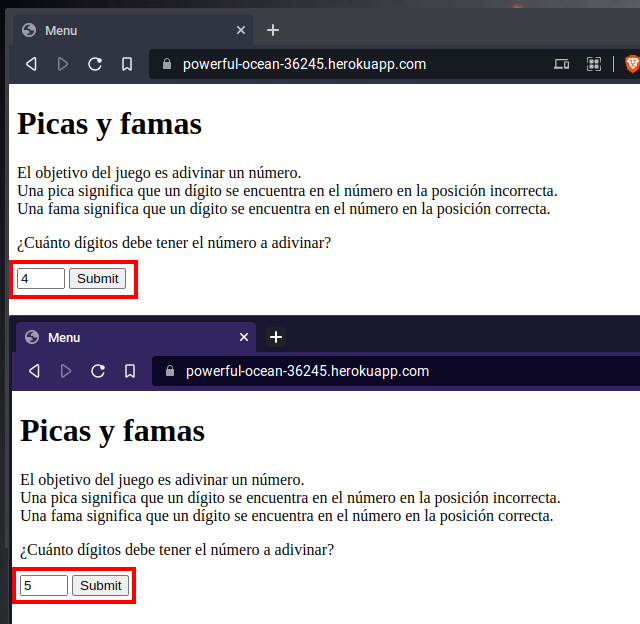 Menu
powerful-ocean-36245.herokuapp.com
Picas y famas
El objetivo del juego es adivinar un número.
Una pica significa que un dígito se encuentra en el número en la posición incorrecta.
Una fama significa que un dígito se encuentra en el número en la posición correcta.
¿Cuánto dígitos debe tener el número a adivinar?
4 Submit
Menu
powerful-ocean-36245.herokuapp.com
Picas y famas
El objetivo del juego es adivinar un número.
Una pica significa que un dígito se encuentra en el número en la posición incorrecta.
Una fama significa que un dígito se encuentra en el número en la posición correcta.
¿Cuánto dígitos debe tener el número a adivinar?
5 Submit